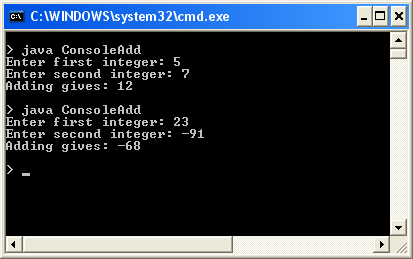 C:\WINDOWS\system32\cmd.exe
> java ConsoleAdd
Enter first integer: 5
Enter second integer: 7
Adding gives: 12
> java ConsoleAdd
Enter first integer: 23
Enter second integer: -91
Adding gives: -68
> _